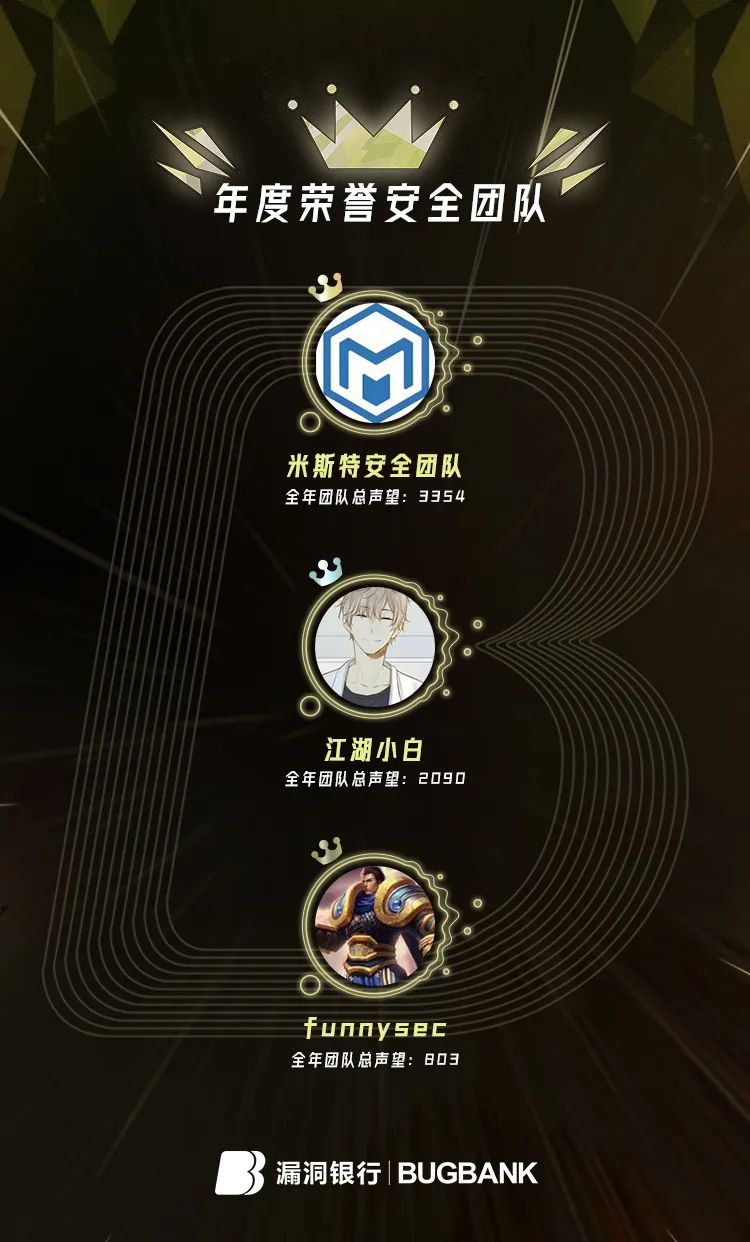 年度荣誉安全团队
米斯特安全团队
全年团队总声望：3354
江湖小白
全年团队总声望：2090
funnysec
全年团队总声望：803
漏洞银行 | BUGBANK